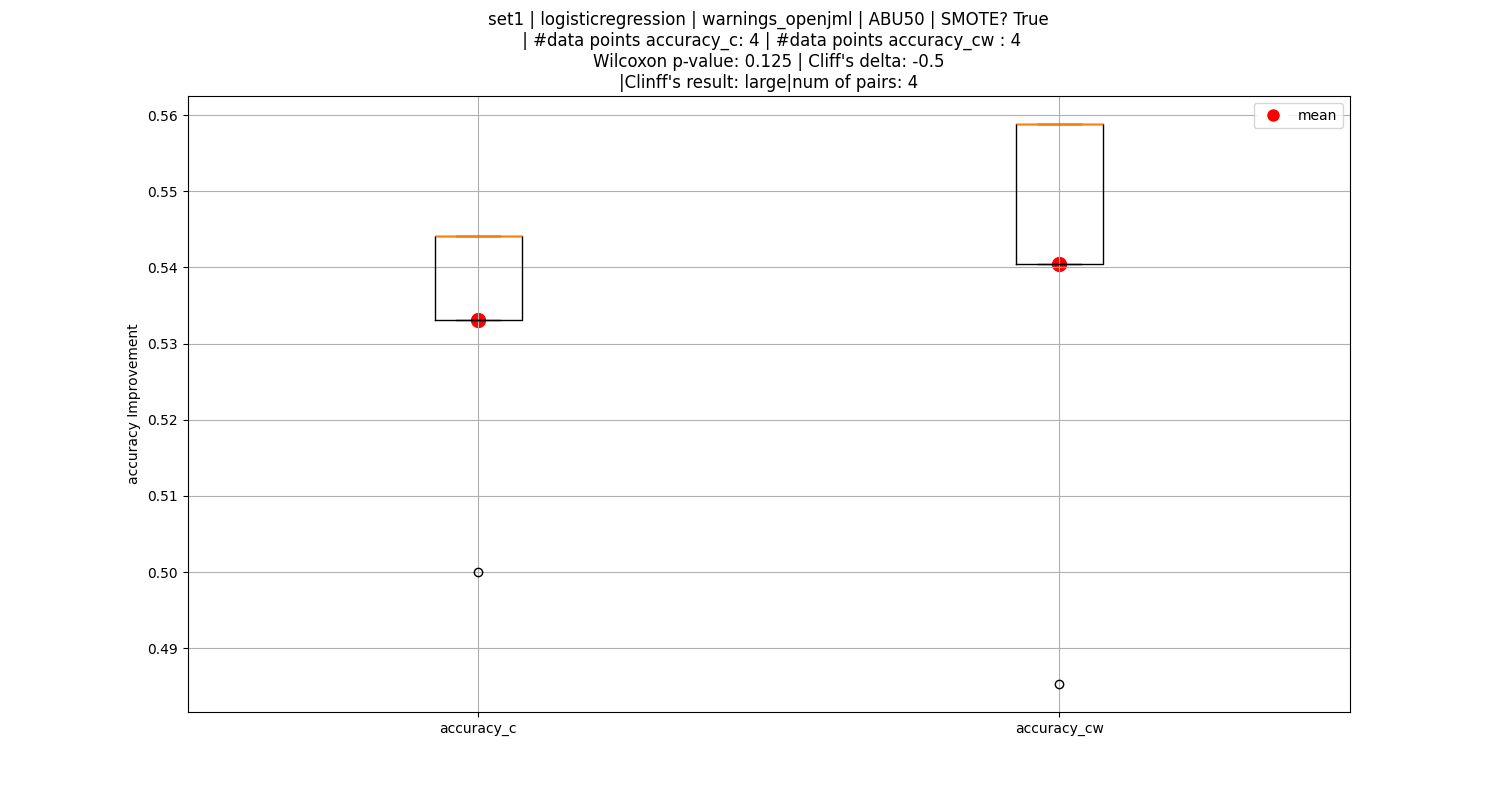 set1 | logisticregression | warnings_openjml | ABU50 | SMOTE? True
| #data points accuracy_c: 4 | #data points accuracy_cw : 4
Wilcoxon p-value: 0.125 | Cliff's delta: -0.5
|Clinff's result: large|num of pairs: 4
mean
0.56
0.55
0.54
0.53
0.52
0.51
0.50
0.49
accuracy Improvement
accuracy_c
accuracy_cw